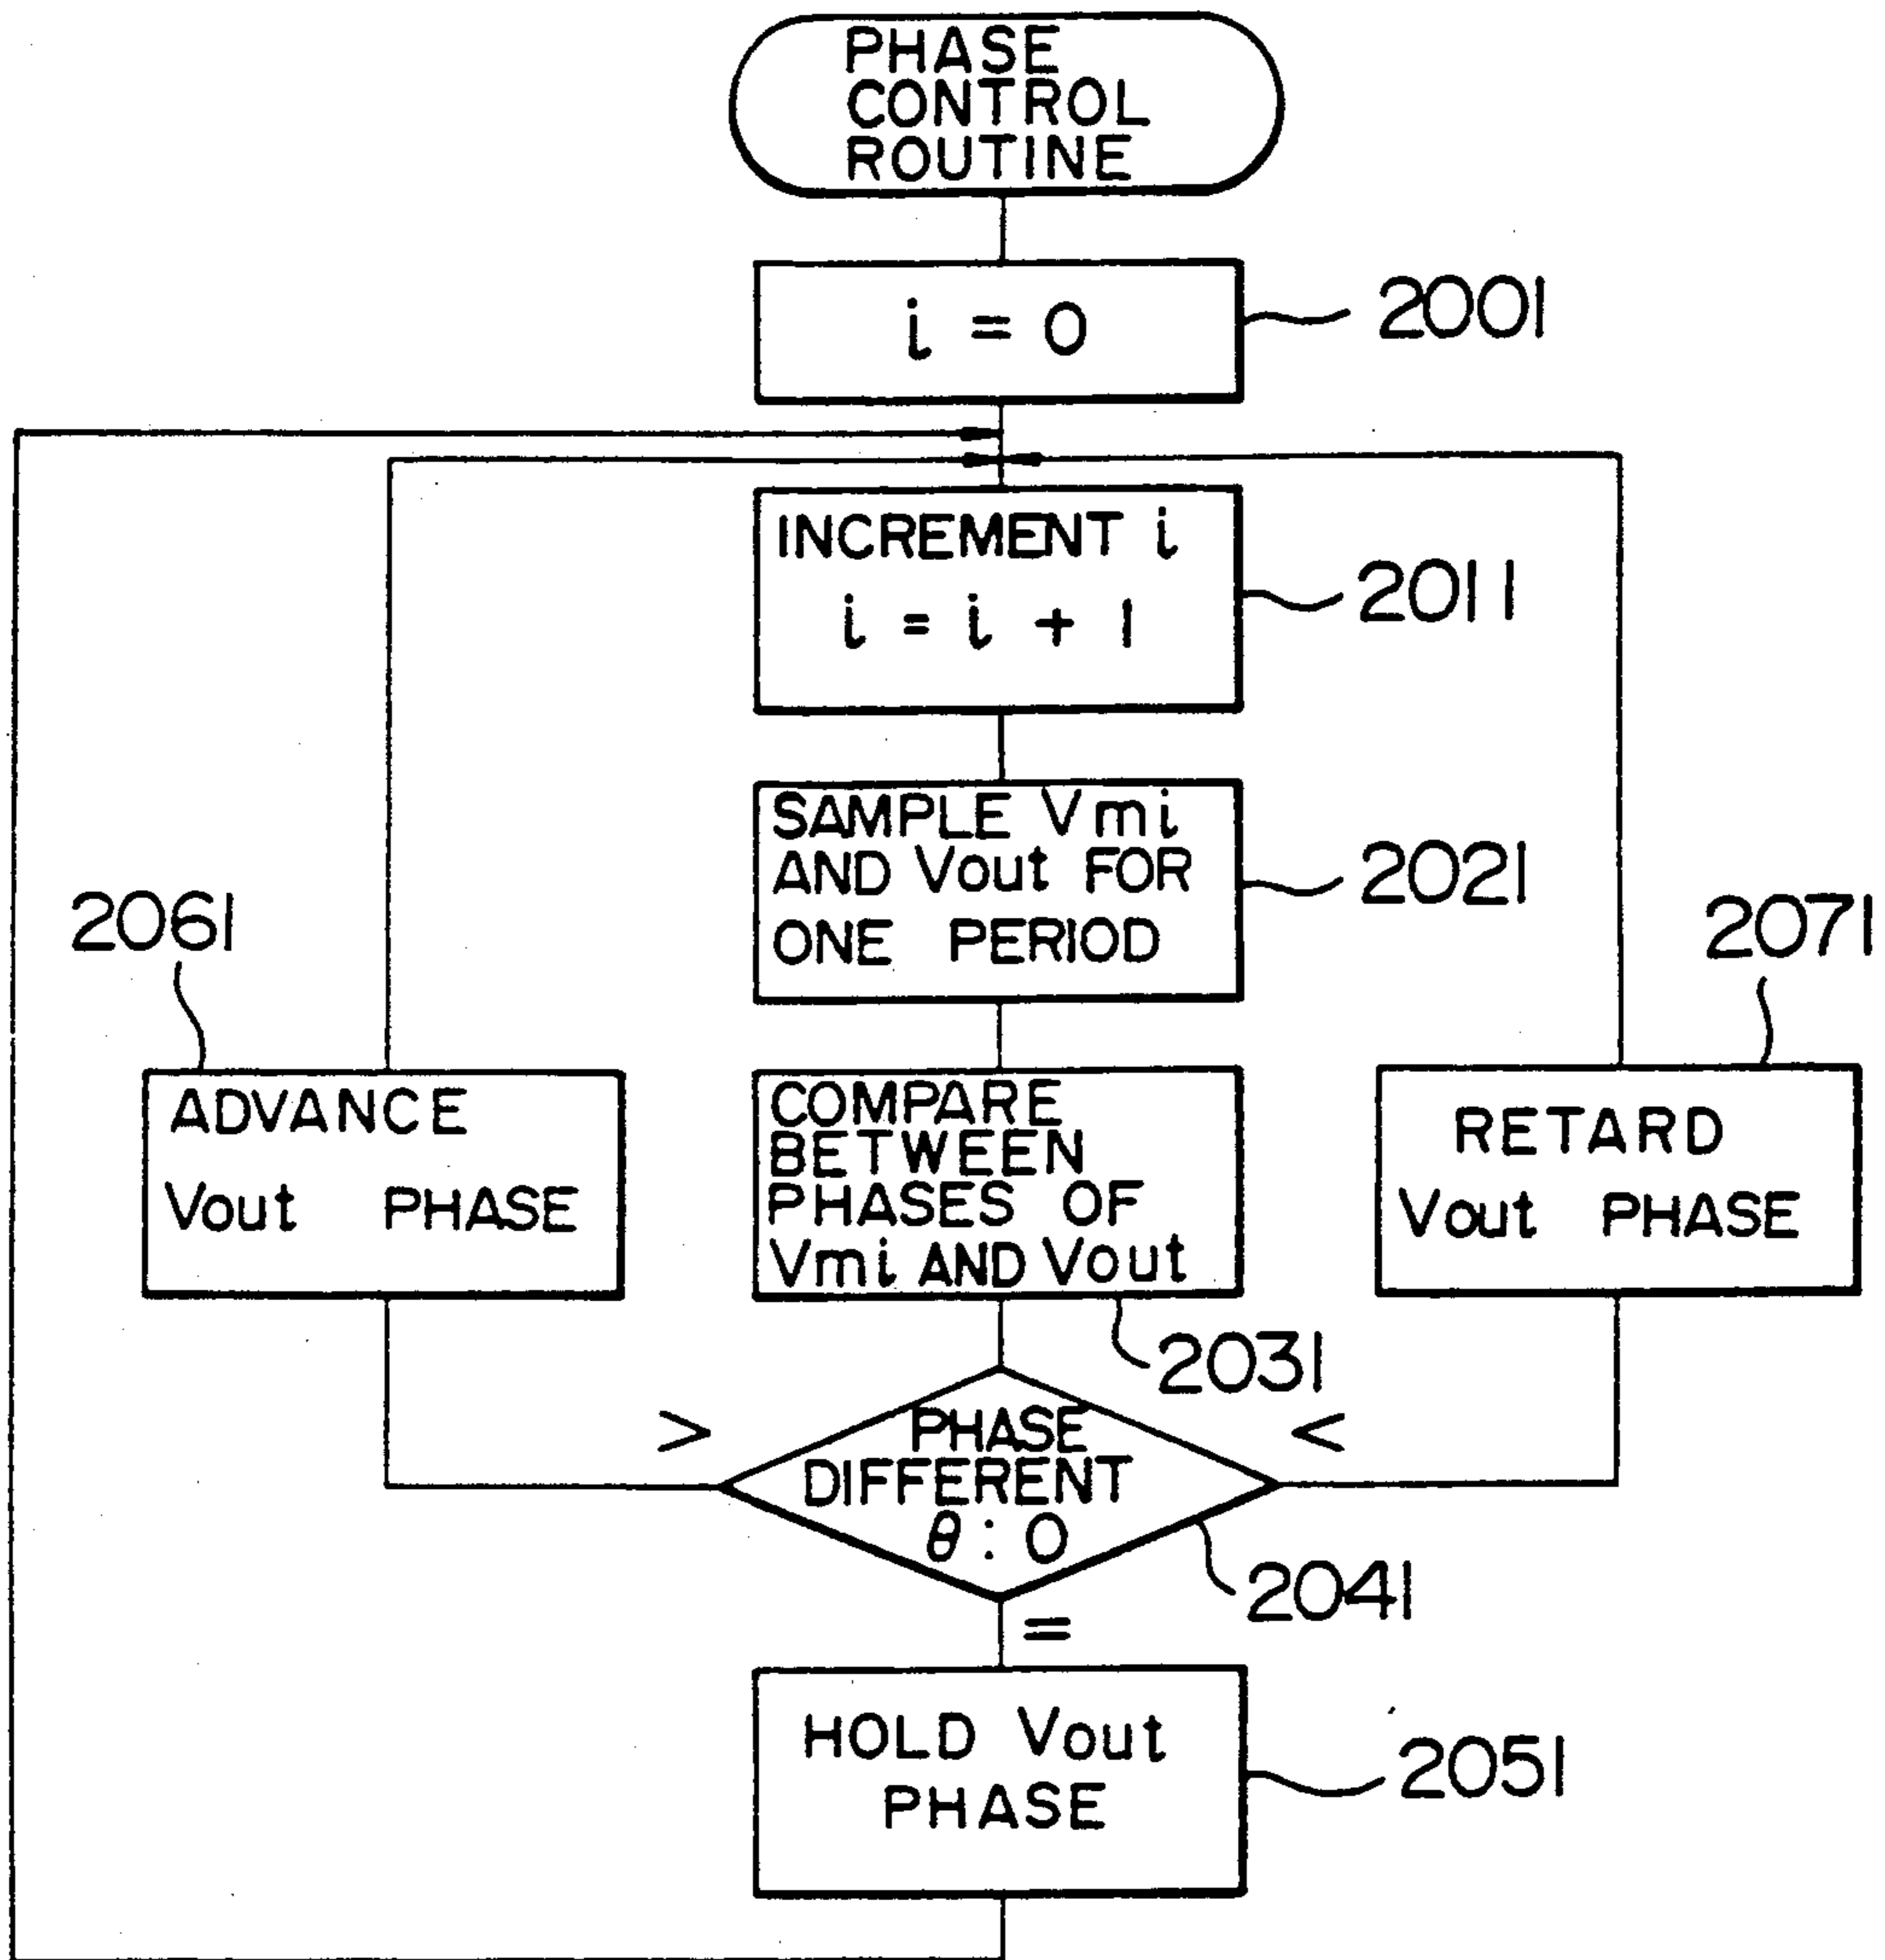 PHASE
CONTROL
ROUTINE
i = 0
2001
INCREMENT i
i = i + 1
2011
SAMPLE Vmi
AND Vout FOR
ONE PERIOD
2021
2061
2071
ADVANCE
Vout PHASE
COMPARE
BETWEEN
PHASES OF
Vmi AND Vout
RETARD
Vout PHASE
2031
>
PHASE
DIFFERENT
θ : 0
<
2041
=
HOLD Vout
PHASE
2051